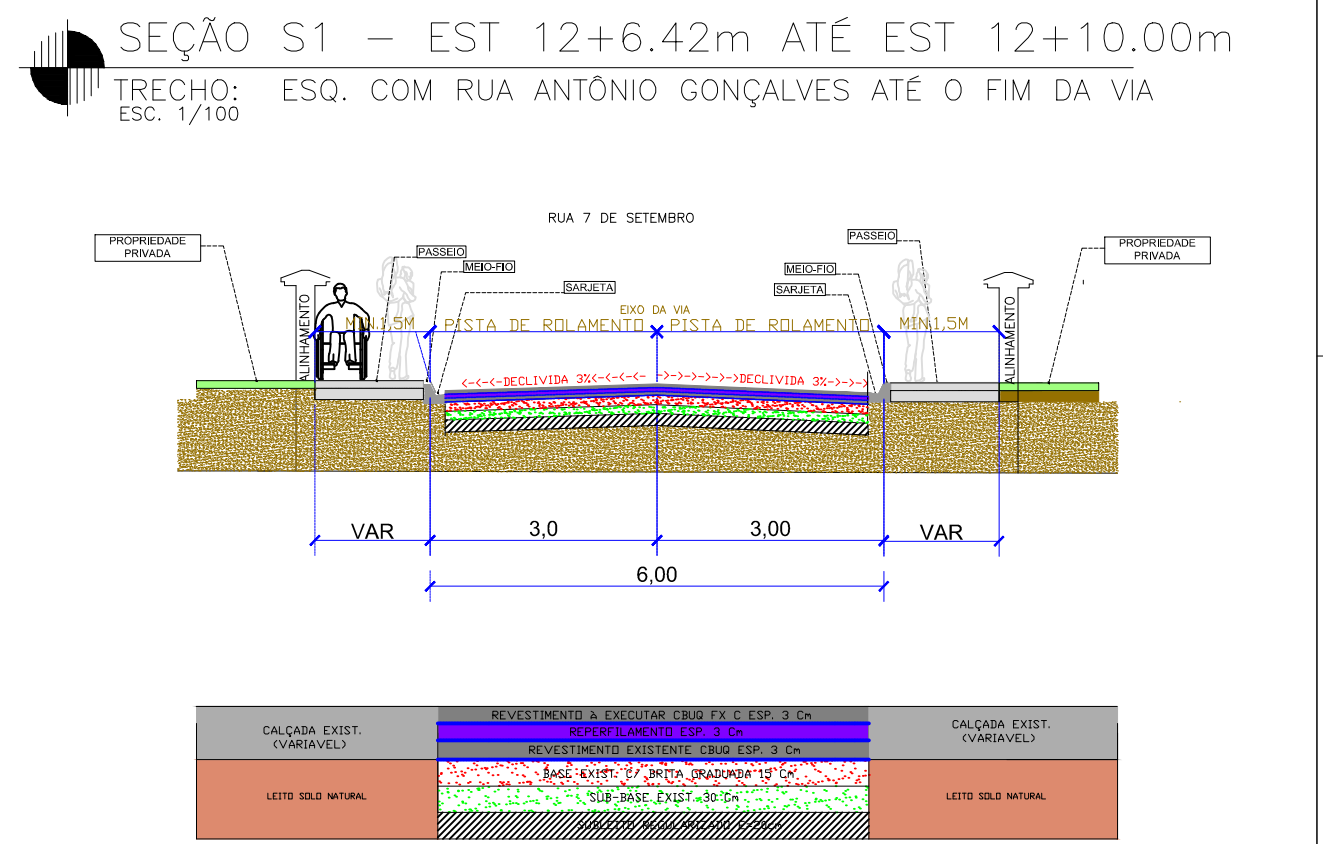 SEÇÃO S1 - EST 12+6.42m ATÉ EST 12+10.00m
TRECHO: ESQ. COM RUA ANTÔNIO GONÇALVES ATÉ O FIM DA VIA
ESC. 1/100
RUA 7 DE SETEMBRO
PROPRIEDADE
PRIVADA
PASSEIO
MEIO-FIO
SARJETA
PASSEIO
MEIO-FIO
SARJETA
PROPRIEDADE
PRIVADA
EIXO DA VIA
ALINHAMENTO
MIN.1,5M
PISTA DE ROLAMENTO
PISTA DE ROLAMENTO
MIN.1,5M
ALINHAMENTO
<-<-<-DECLIVIDA 3%<-<-<-<-
->->->->->->DECLIVIDA 3%->->->
VAR
3,0
3,00
VAR
6,00
CALÇADA EXIST.
(VARIAVEL)
REVESTIMENTO À EXECUTAR CBUQ FX C ESP. 3 Cm
REPERFILAMENTO ESP. 3 Cm
REVESTIMENTO EXISTENTE CBUQ ESP. 3 Cm
BASE EXIST. C/ BRITA GRADUADA 15 Cm
SUB-BASE EXIST. 30 Cm
SUBLEITO REGULARIZADO E=20cm
CALÇADA EXIST.
(VARIAVEL)
LEITO SOLO NATURAL
LEITO SOLO NATURAL